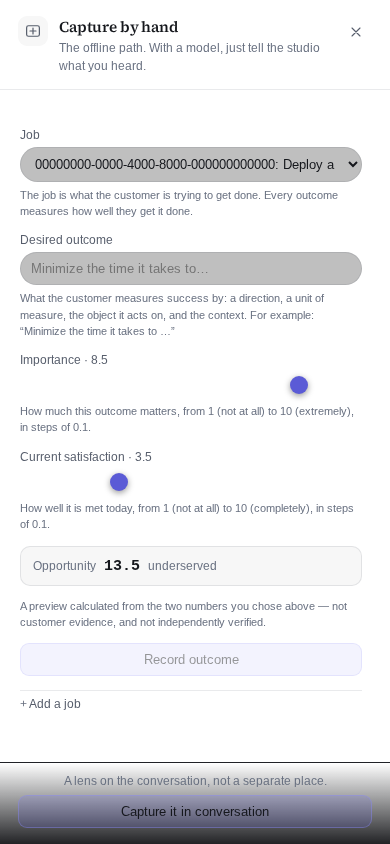 Capture by hand
The offline path. With a model, just tell the studio
what you heard.
Job
00000000-0000-4000-8000-000000000000: Deploy a
The job is what the customer is trying to get done. Every outcome
measures how well they get it done.
Desired outcome
Minimize the time it takes to…
What the customer measures success by: a direction, a unit of
measure, the object it acts on, and the context. For example:
“Minimize the time it takes to …”
Importance · 8.5
How much this outcome matters, from 1 (not at all) to 10 (extremely),
in steps of 0.1.
Current satisfaction · 3.5
How well it is met today, from 1 (not at all) to 10 (completely), in steps
of 0.1.
Opportunity 13.5 underserved
A preview calculated from the two numbers you chose above — not
customer evidence, and not independently verified.
Record outcome
+ Add a job
A lens on the conversation, not a separate place.
Capture it in conversation